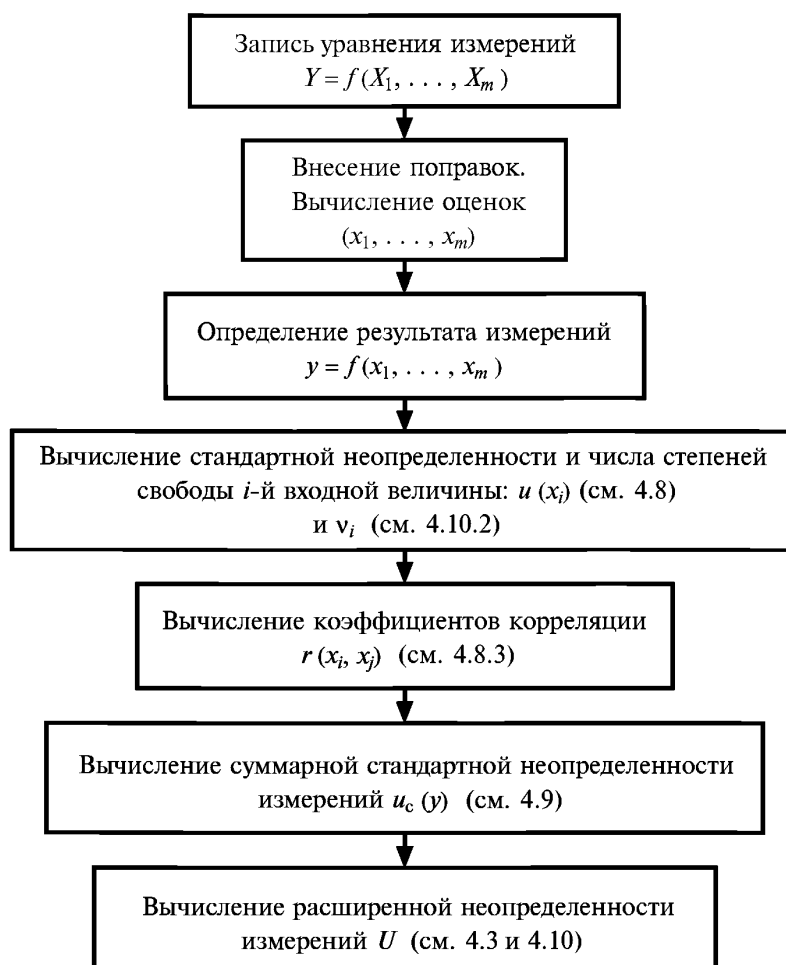 Запись уравнения измерений
Y = f (X₁, . . . , Xₘ )
Внесение поправок.
Вычисление оценок
(x₁, . . . , xₘ)
Определение результата измерений
y = f (x₁, . . . , xₘ )
Вычисление стандартной неопределенности и числа степеней
свободы i-й входной величины: u (xᵢ) (см. 4.8)
и νᵢ (см. 4.10.2)
Вычисление коэффициентов корреляции
r (xᵢ, xⱼ) (см. 4.8.3)
Вычисление суммарной стандартной неопределенности
измерений u_c (y) (см. 4.9)
Вычисление расширенной неопределенности
измерений U (см. 4.3 и 4.10)